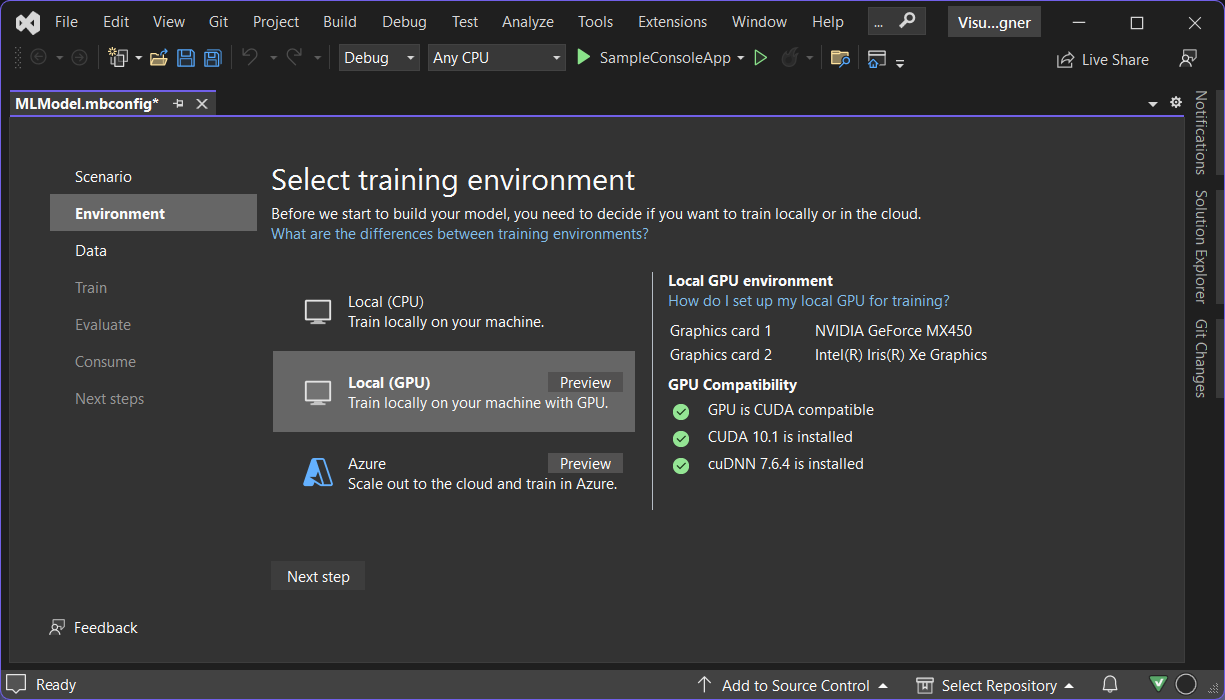 File Edit View Git Project Build Debug Test Analyze Tools Extensions Window Help ... Visu...gner
Debug Any CPU SampleConsoleApp Live Share
MLModel.mbconfig*
Notifications
Solution Explorer
Git Changes
Scenario
Environment
Data
Train
Evaluate
Consume
Next steps
Feedback
Select training environment
Before we start to build your model, you need to decide if you want to train locally or in the cloud.
What are the differences between training environments?
Local (CPU)
Train locally on your machine.
Local (GPU) Preview
Train locally on your machine with GPU.
Azure Preview
Scale out to the cloud and train in Azure.
Local GPU environment
How do I set up my local GPU for training?
Graphics card 1 NVIDIA GeForce MX450
Graphics card 2 Intel(R) Iris(R) Xe Graphics
GPU Compatibility
GPU is CUDA compatible
CUDA 10.1 is installed
cuDNN 7.6.4 is installed
Next step
Ready Add to Source Control Select Repository